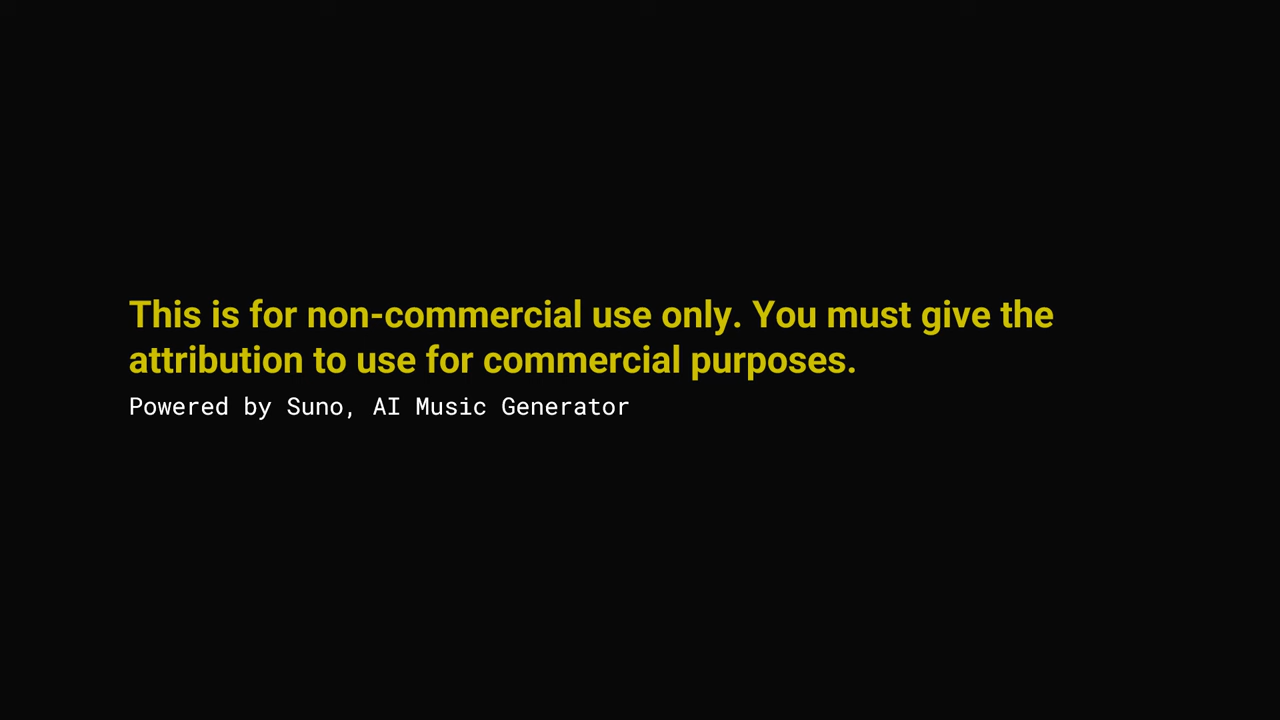 This is for non-commercial use only. You must give the
attribution to use for commercial purposes.
Powered by Suno, AI Music Generator